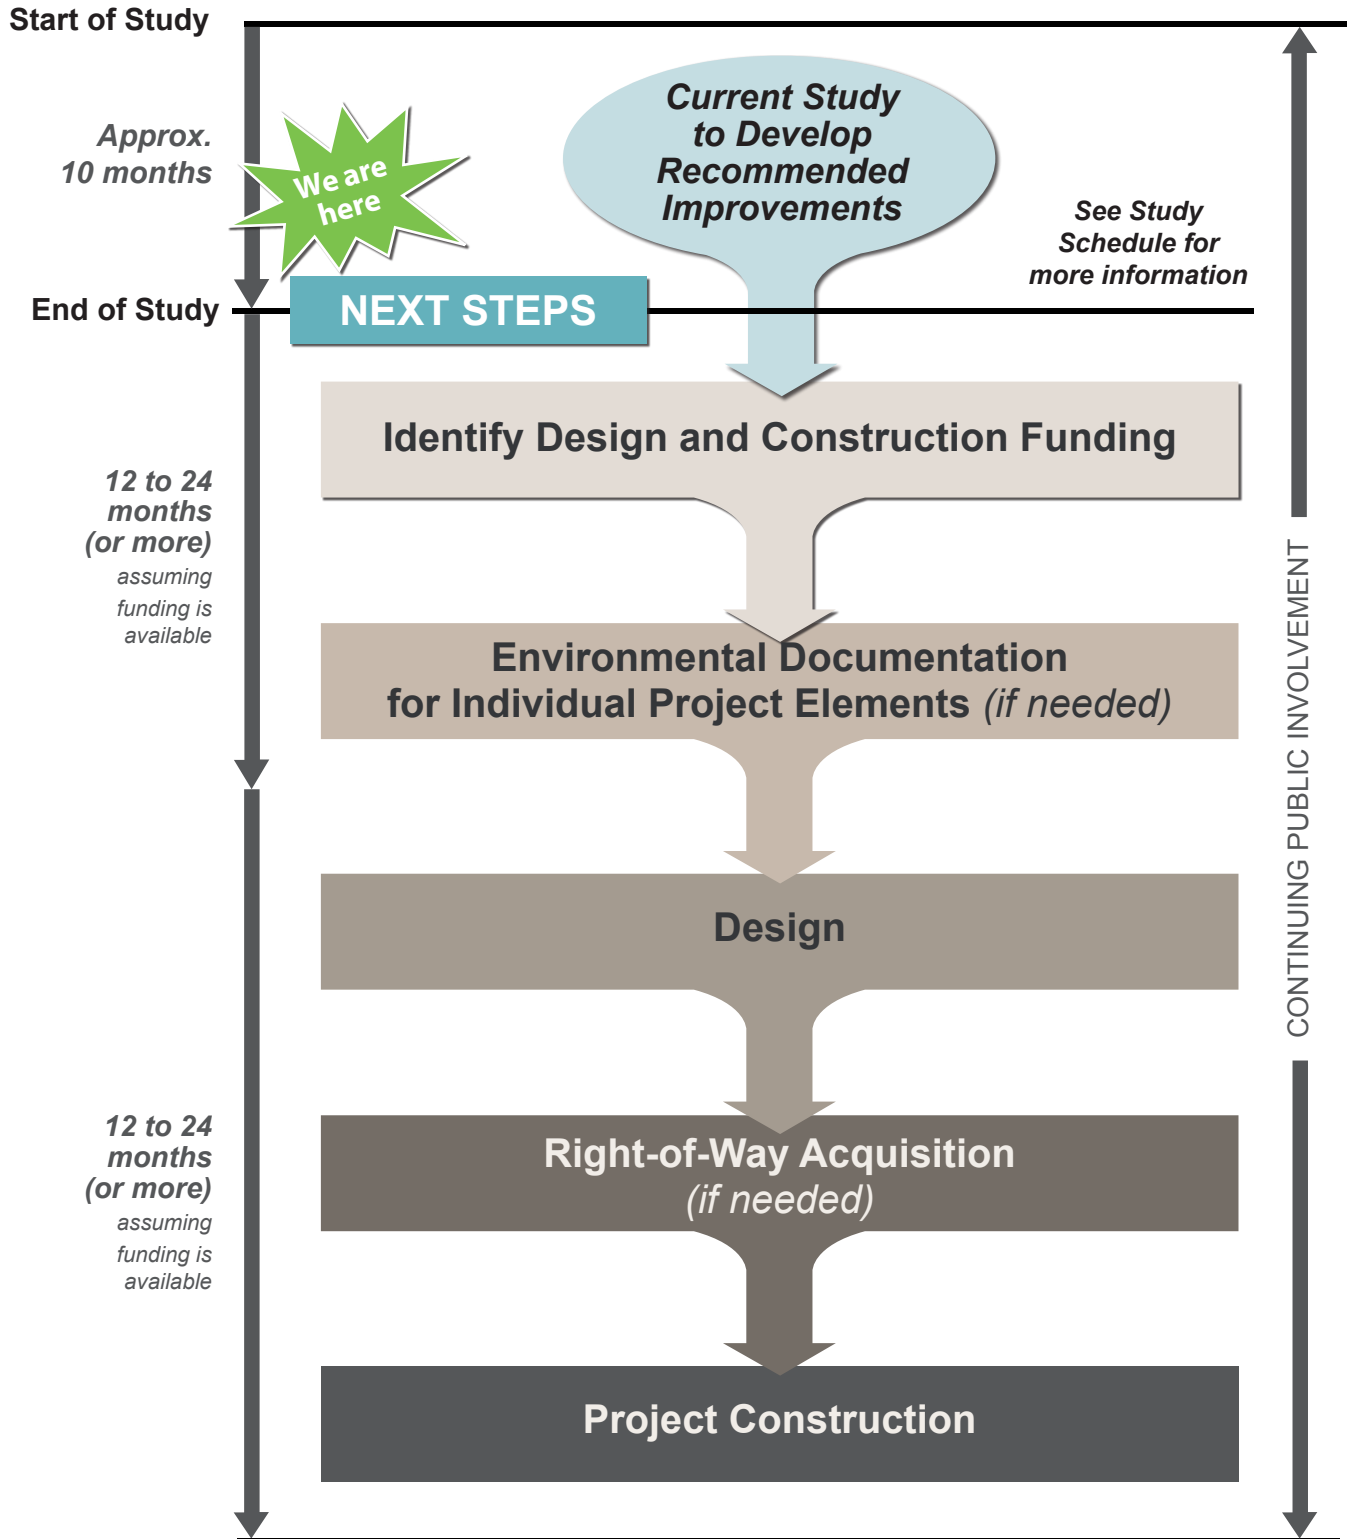 Start of Study
Approx.
10 months
We are
here
Current Study
to Develop
Recommended
Improvements
See Study
Schedule for
more information
End of Study
NEXT STEPS
Identify Design and Construction Funding
12 to 24
months
(or more)
assuming
funding is
available
Environmental Documentation
for Individual Project Elements (if needed)
CONTINUING PUBLIC INVOLVEMENT
Design
12 to 24
months
(or more)
assuming
funding is
available
Right-of-Way Acquisition
(if needed)
Project Construction